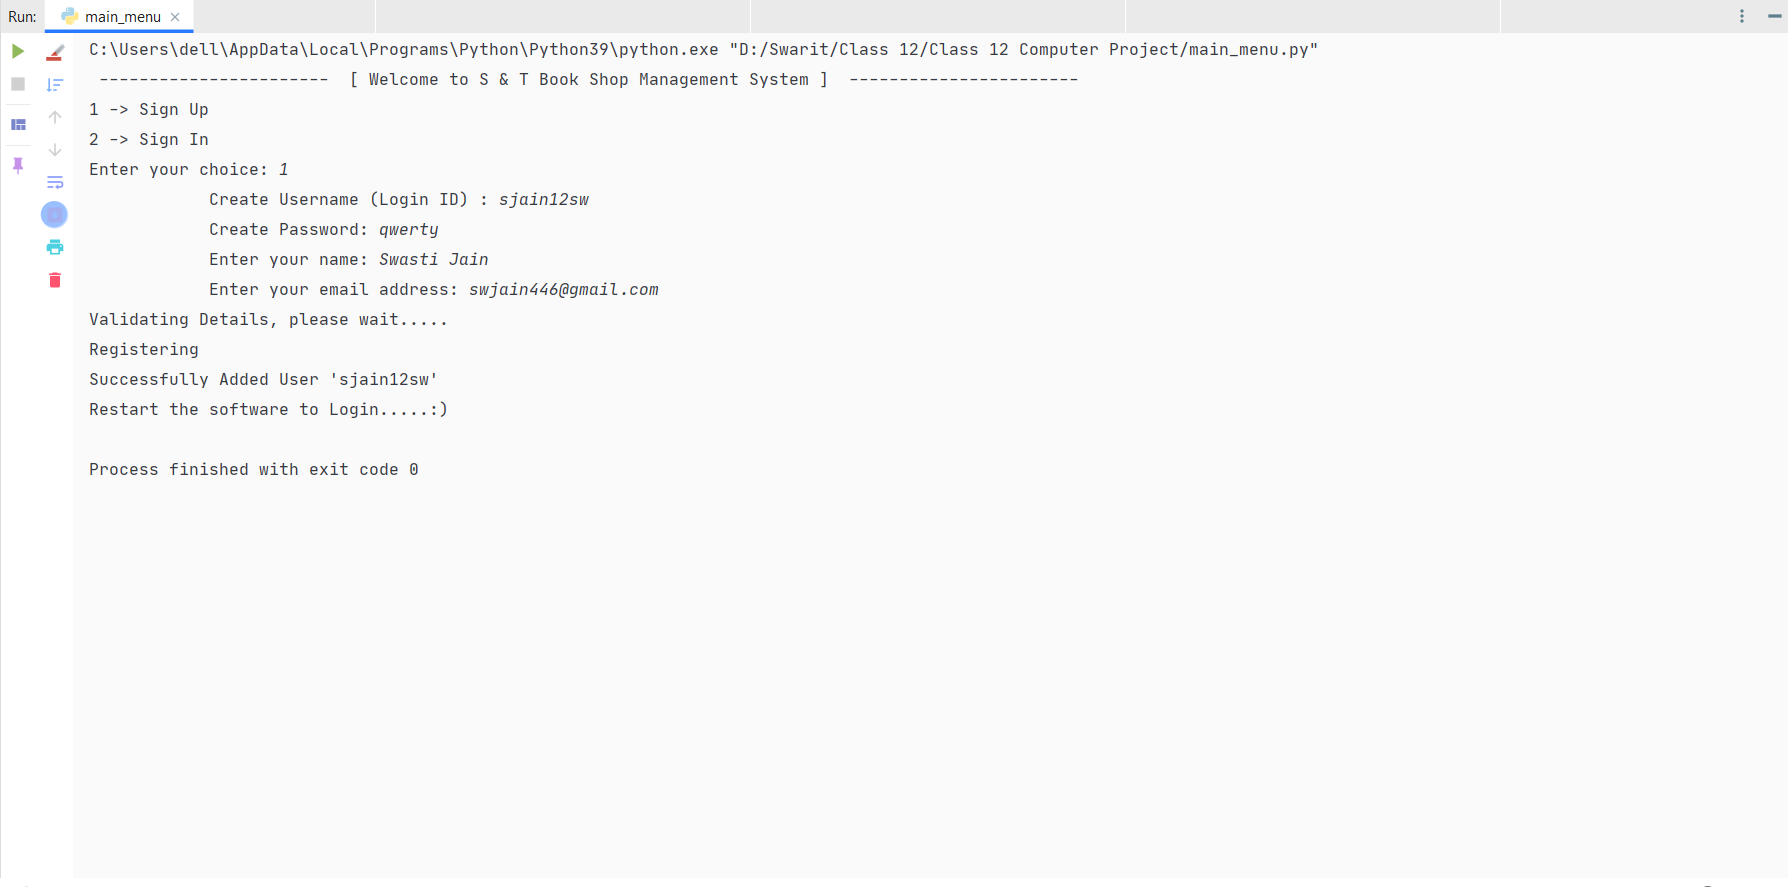 Run: main_menu
C:\Users\dell\AppData\Local\Programs\Python\Python39\python.exe "D:/Swarit/Class 12/Class 12 Computer Project/main_menu.py"
----------------------- [ Welcome to S & T Book Shop Management System ] -----------------------
1 -> Sign Up
2 -> Sign In
Enter your choice: 1
Create Username (Login ID) : sjain12sw
Create Password: qwerty
Enter your name: Swasti Jain
Enter your email address: swjain446@gmail.com
Validating Details, please wait.....
Registering
Successfully Added User 'sjain12sw'
Restart the software to Login.....:)
Process finished with exit code 0